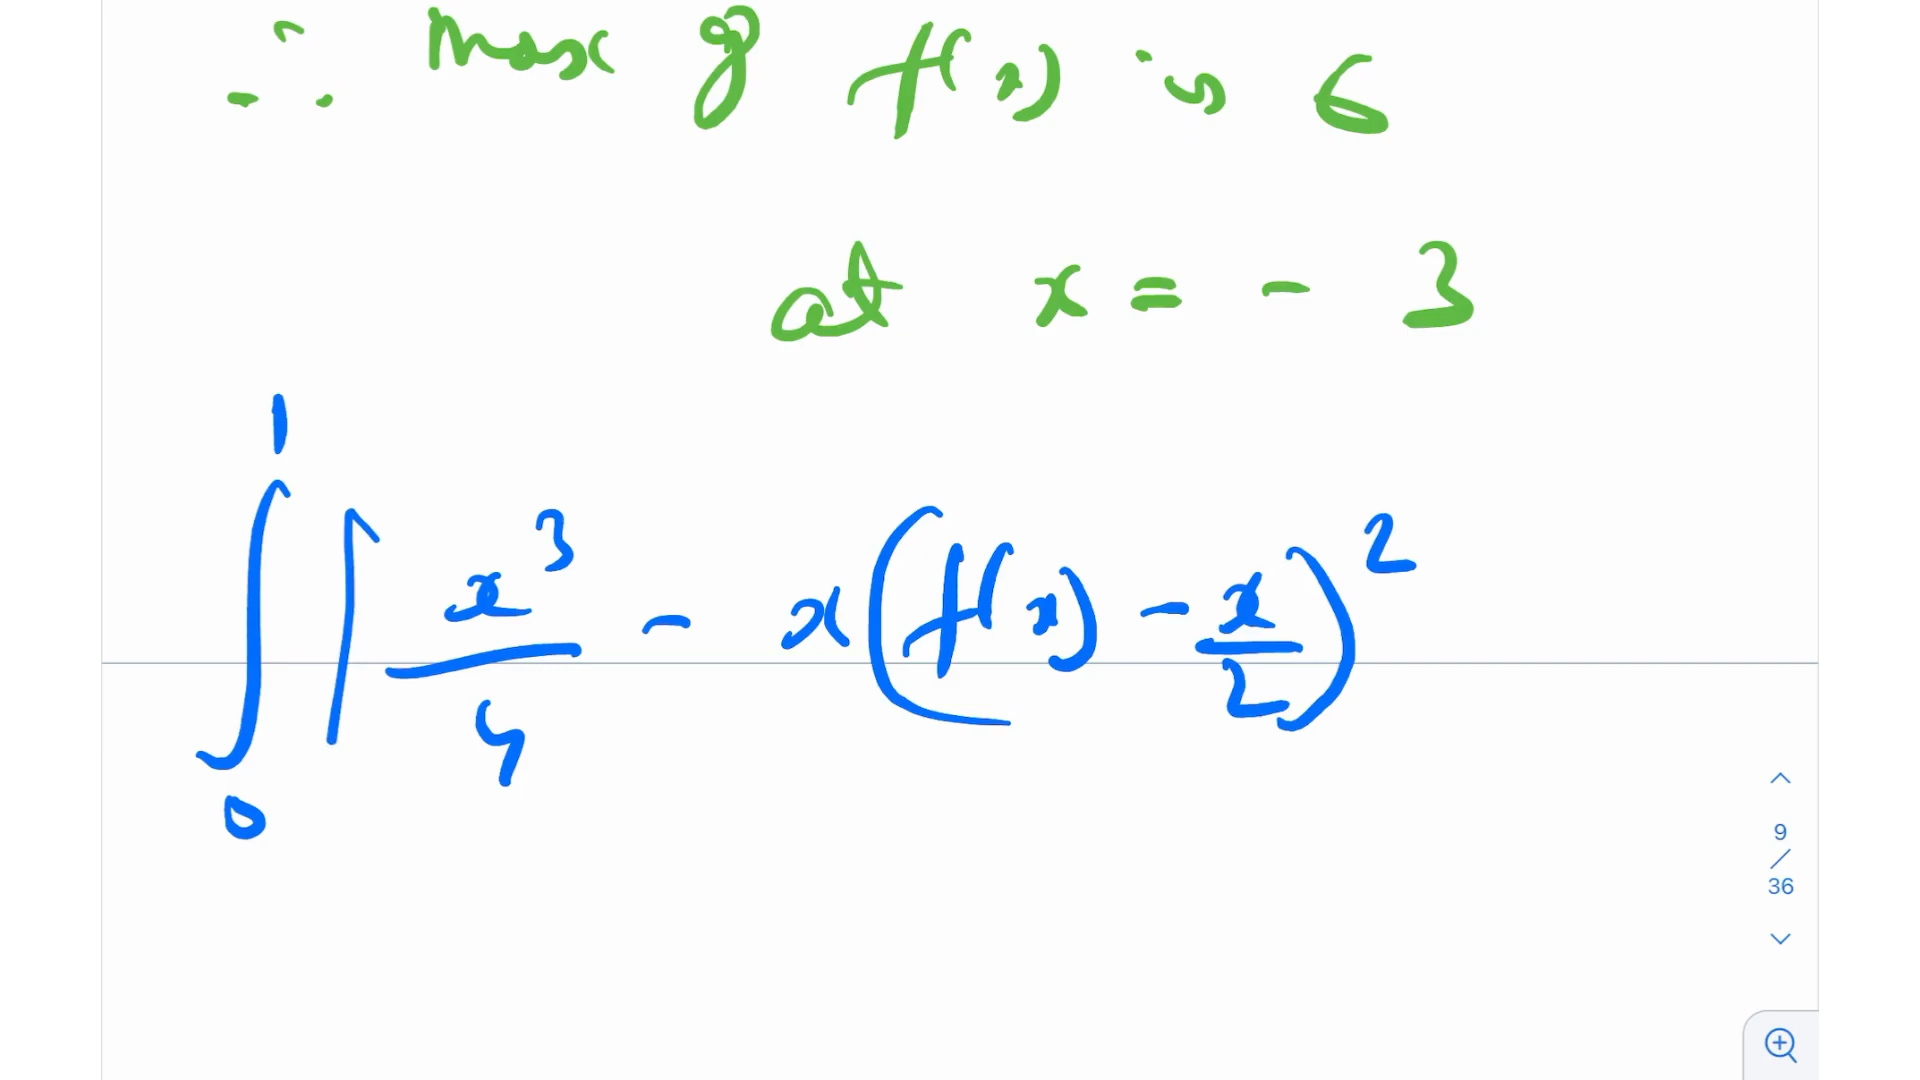 ∴ max of f(x) is 6
at x = - 3
∫₀¹ [ x³/4 - x(f(x) - x/2)²
9
/
36